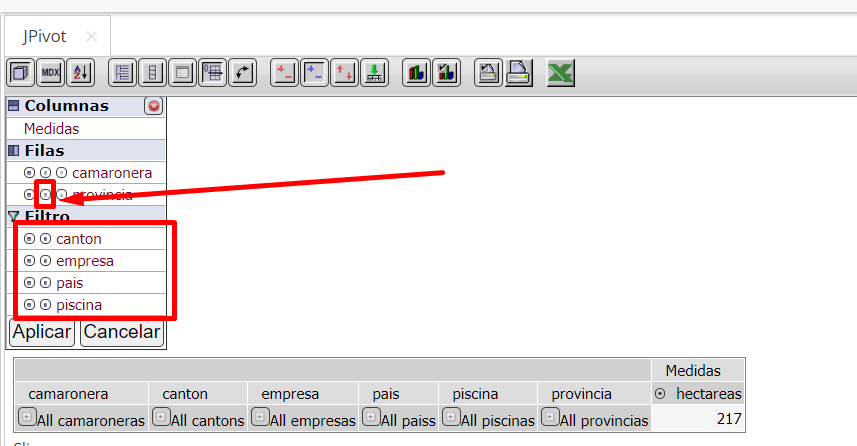 JPivot ×
MDX
Columnas
Medidas
Filas
camaronera
provincia
Filtro
canton
empresa
pais
piscina
Aplicar Cancelar
Medidas
camaronera canton empresa pais piscina provincia hectareas
All camaroneras All cantons All empresas All paiss All piscinas All provincias 217